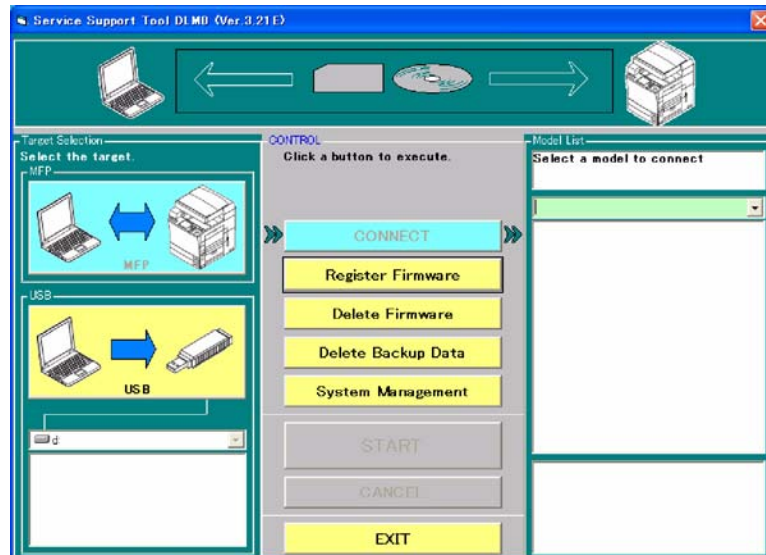 Service Support Tool DLMD (Ver.3.21E)
Target Selection
Select the target.
MFP
MFP
USB
USB
d:
CONTROL
Click a button to execute.
CONNECT
Register Firmware
Delete Firmware
Delete Backup Data
System Management
START
CANCEL
EXIT
Model List
Select a model to connect